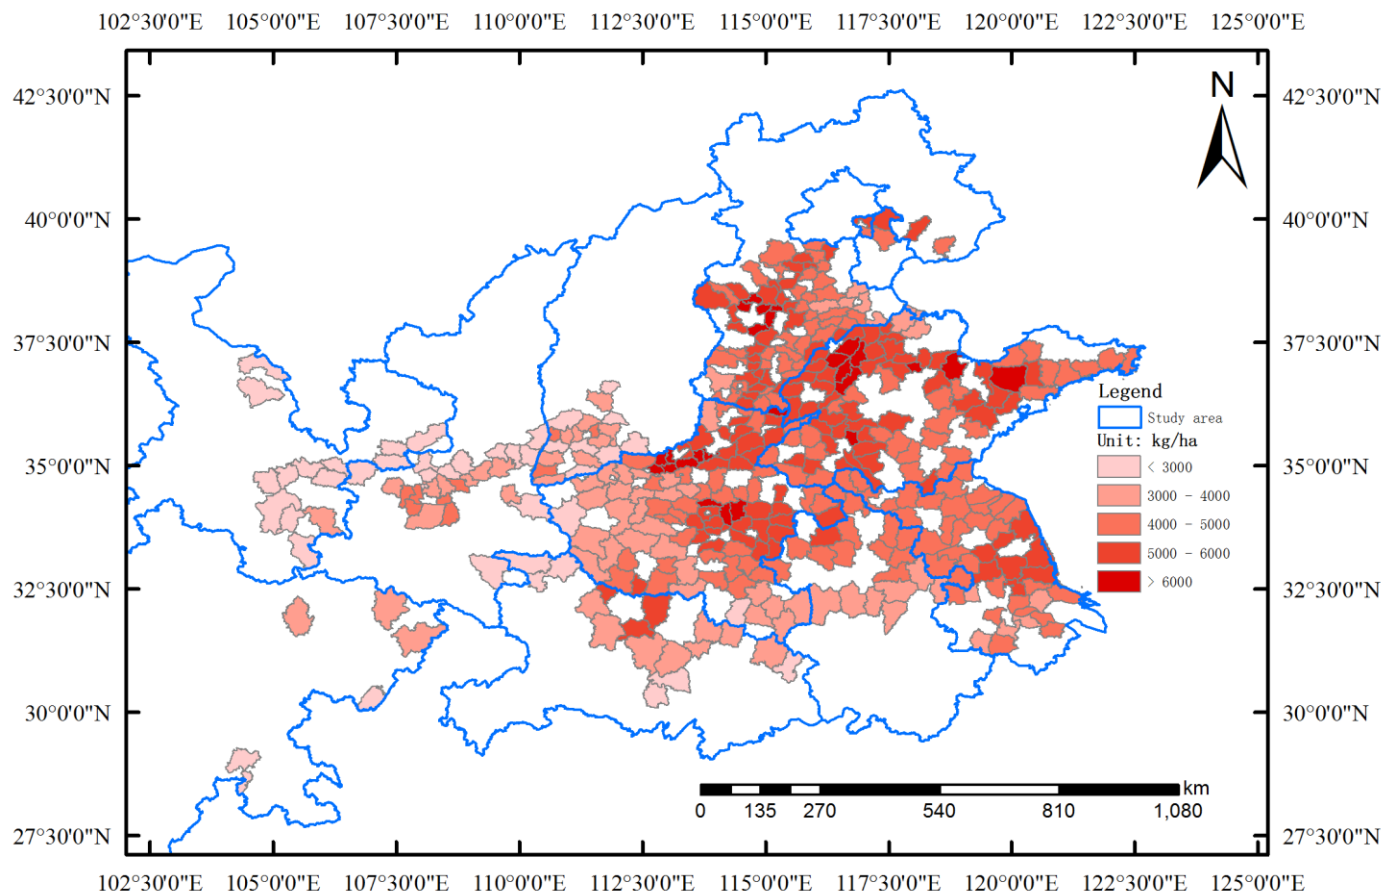 102°30'0"E 105°0'0"E 107°30'0"E 110°0'0"E 112°30'0"E 115°0'0"E 117°30'0"E 120°0'0"E 122°30'0"E 125°0'0"E
42°30'0"N 42°30'0"N
N
40°0'0"N 40°0'0"N
37°30'0"N 37°30'0"N
Legend
Study area
Unit: kg/ha
< 3000
35°0'0"N 35°0'0"N
3000 - 4000
4000 - 5000
5000 - 6000
> 6000
32°30'0"N 32°30'0"N
30°0'0"N 30°0'0"N
km
0 135 270 540 810 1,080
27°30'0"N 27°30'0"N
102°30'0"E 105°0'0"E 107°30'0"E 110°0'0"E 112°30'0"E 115°0'0"E 117°30'0"E 120°0'0"E 122°30'0"E 125°0'0"E